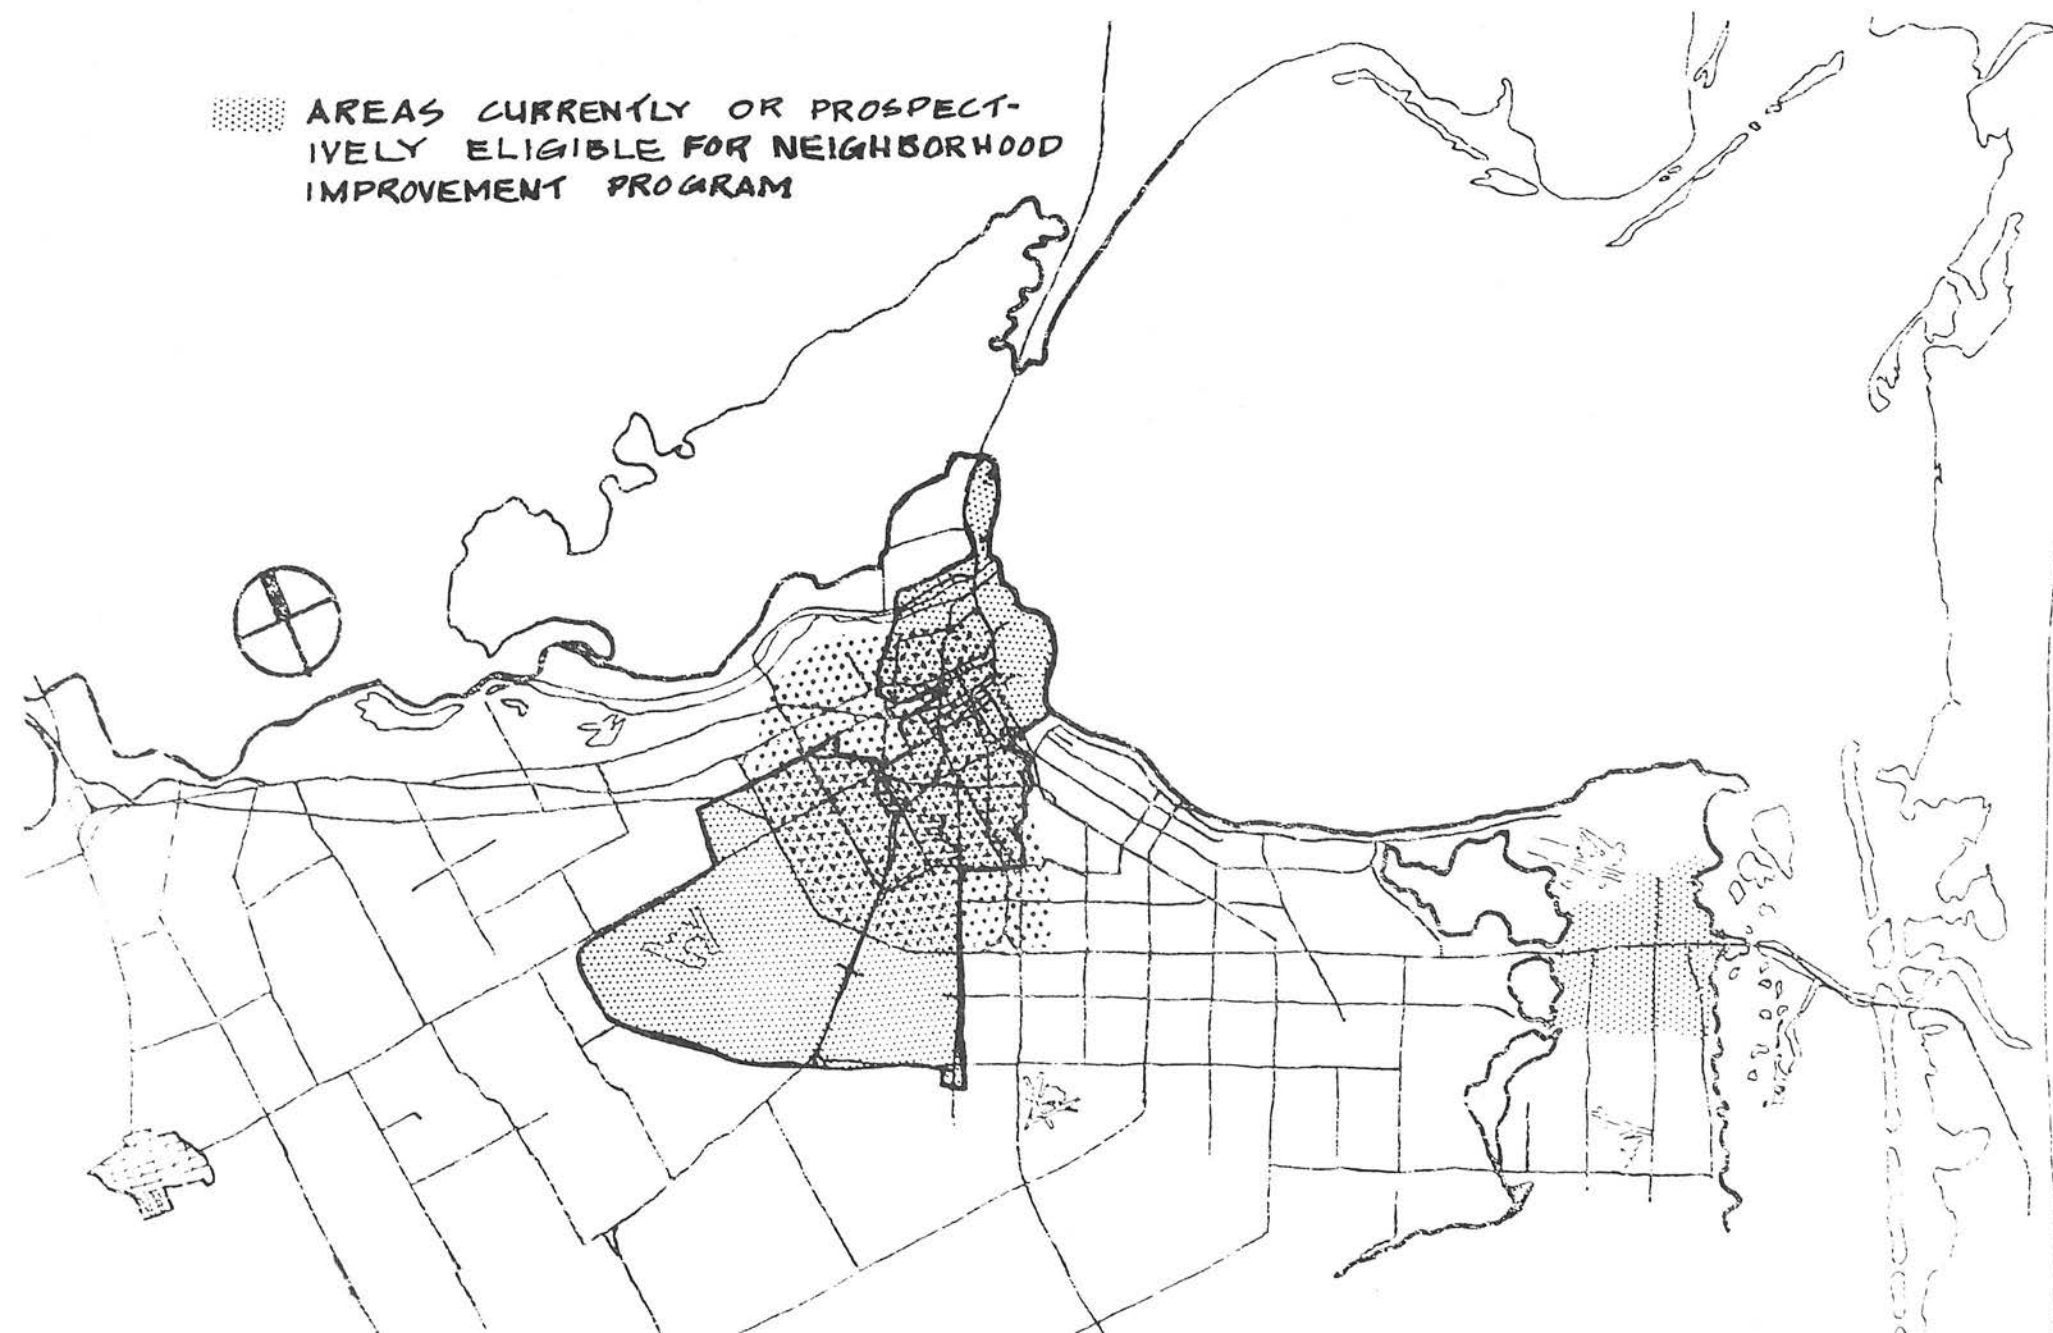 AREAS CURRENTLY OR PROSPECT-
IVELY ELIGIBLE FOR NEIGHBORHOOD
IMPROVEMENT PROGRAM